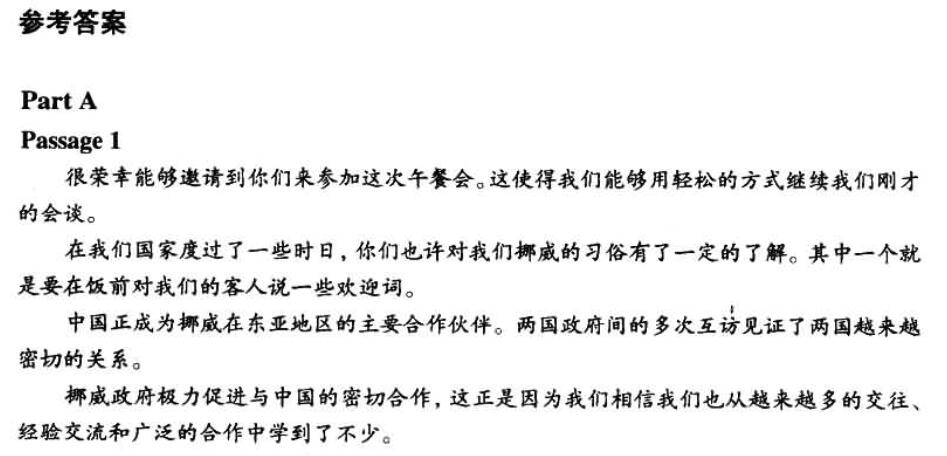 参考答案
Part A
Passage 1
很荣幸能够邀请到你们来参加这次午餐会。这使得我们能够用轻松的方式继续我们刚才
的会谈。
在我们国家度过了一些时日，你们也许对我们挪威的习俗有了一定的了解。其中一个就
是要在饭前对我们的客人说一些欢迎词。
中国正成为挪威在东亚地区的主要合作伙伴。两国政府间的多次互访见证了两国越来越
密切的关系。
挪威政府极力促进与中国的密切合作，这正是因为我们相信我们也从越来越多的交往、
经验交流和广泛的合作中学到了不少。